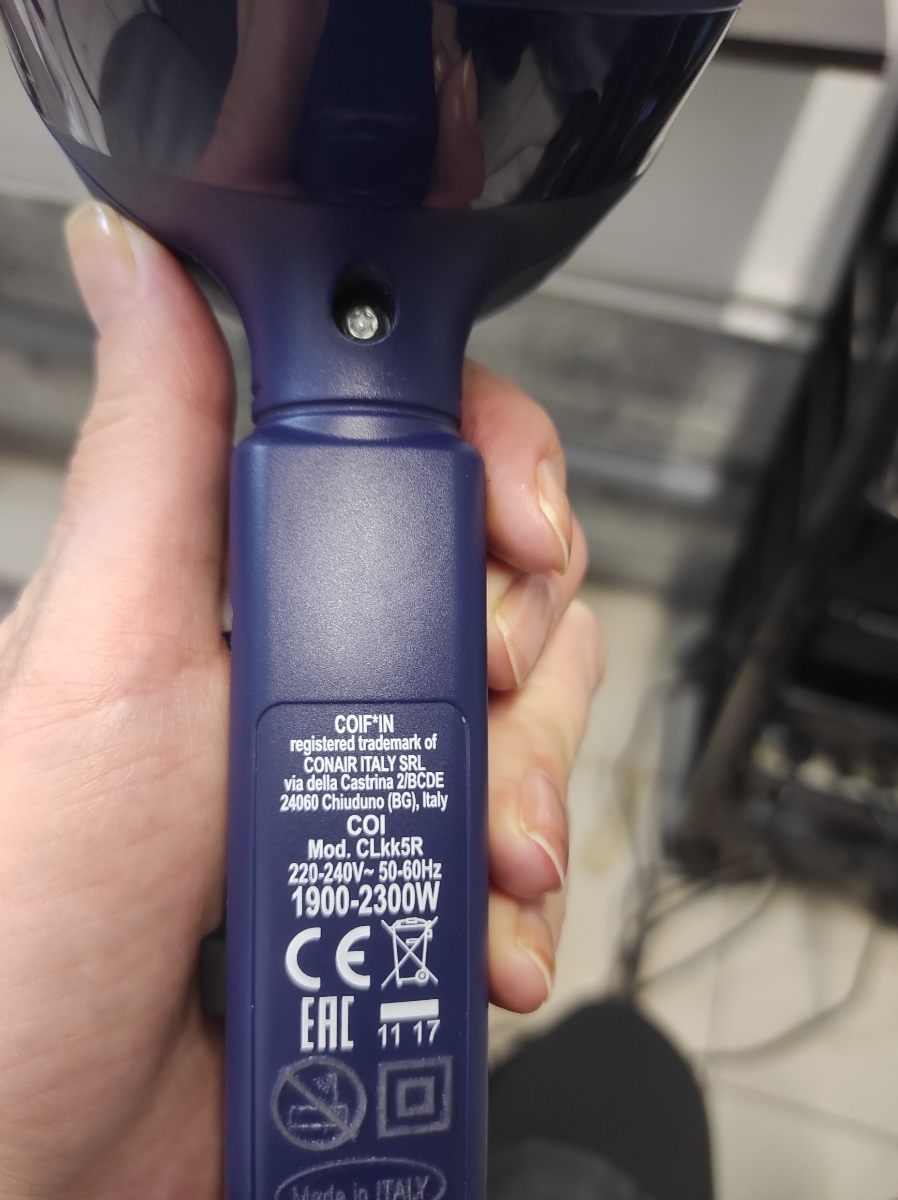 COIF*IN
registered trademark of
CONAIR ITALY SRL
via della Castrina 2/BCDE
24060 Chiuduno (BG), Italy
COI
Mod. CLkk5R
220-240V~ 50-60Hz
1900-2300W
CE
EAC
11 17
Made in ITALY